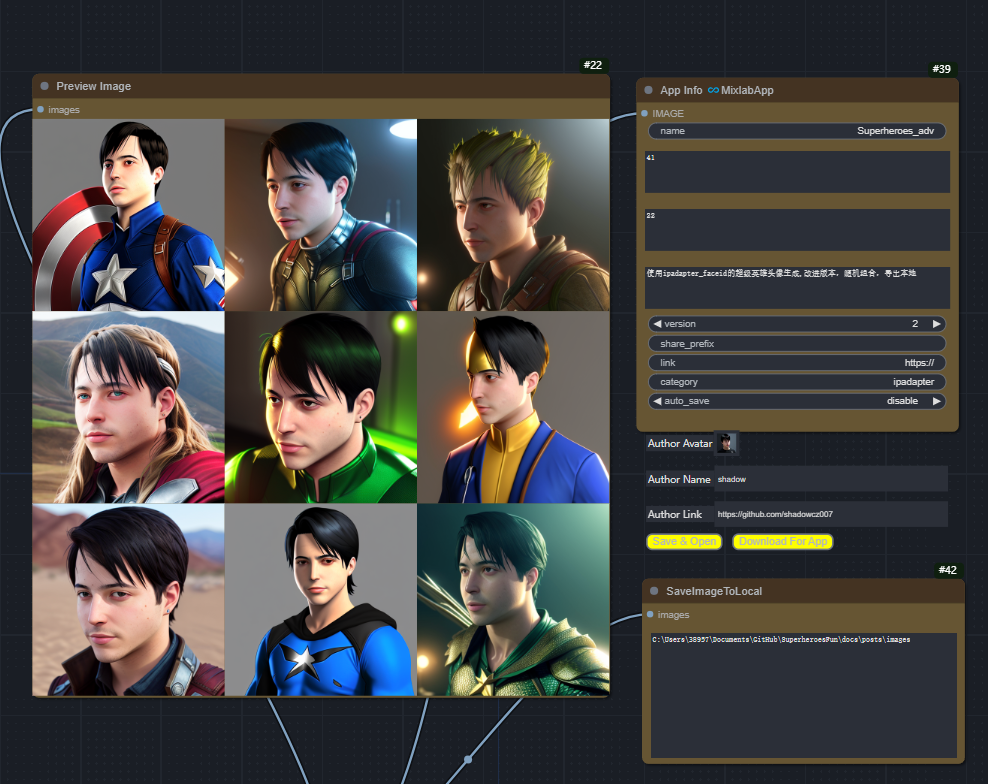 #22
Preview Image
images
#39
App Info ∞ MixlabApp
IMAGE
name Superheroes_adv
41
22
使用ipadapter_faceid的超级英雄头像生成,改进版本. 随机组合. 导出本地
version 2
share_prefix
link https://
category ipadapter
auto_save disable
Author Avatar
Author Name shadow
Author Link https://github.com/shadowcz007
Save & Open Download For App
#42
SaveImageToLocal
images
C:\Users\38957\Documents\GitHub\SuperheroesFun\docs\posts\images